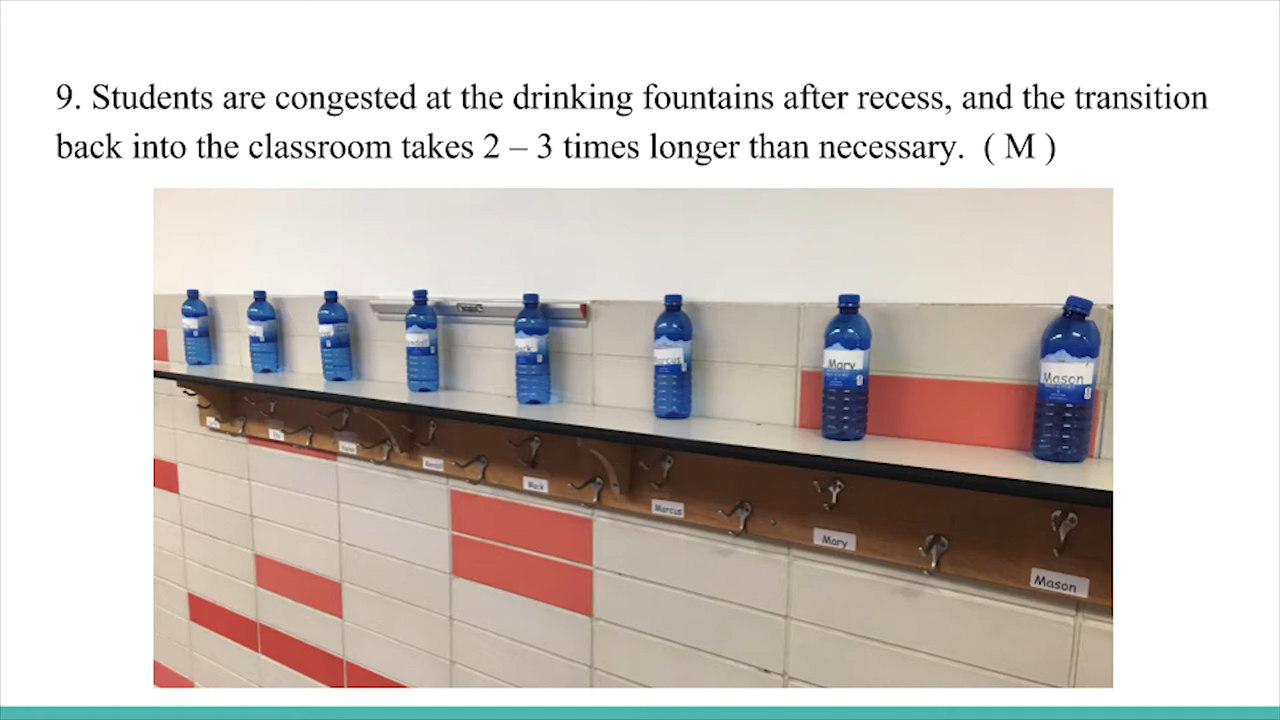 9. Students are congested at the drinking fountains after recess, and the transition
back into the classroom takes 2 – 3 times longer than necessary. ( M )
Mary
Mason
Mack
Marcus
Mary
Mason